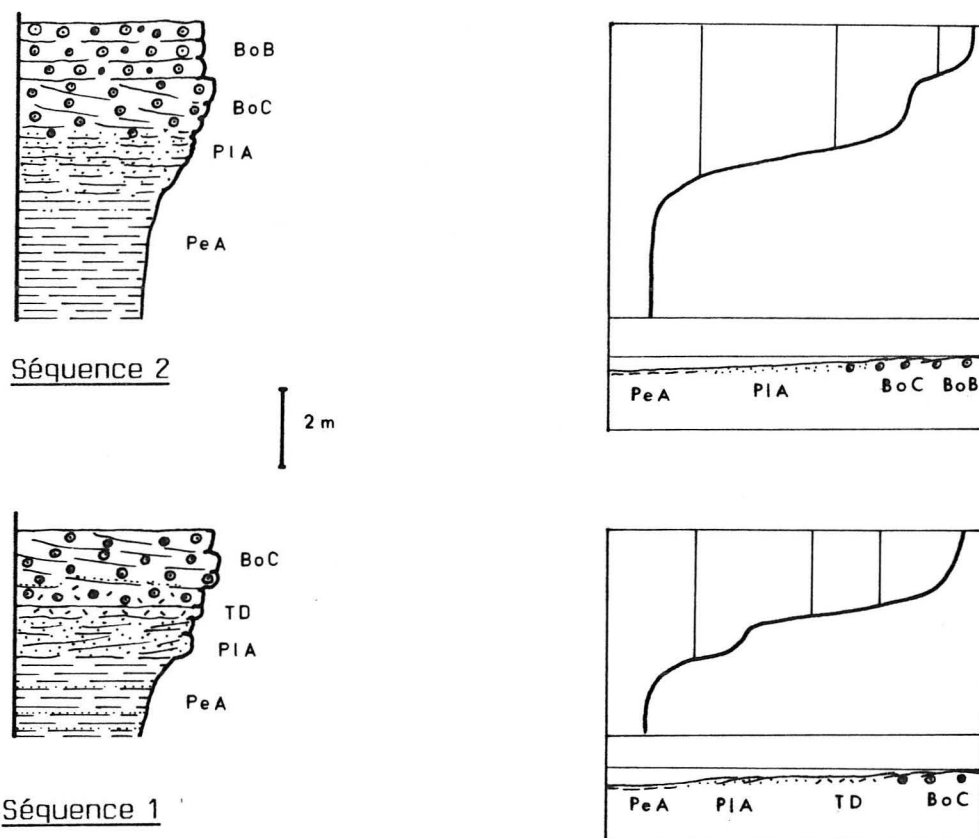 BoB
BoC
PlA
PeA
Séquence 2
PeA PlA BoC BoB
2 m
BoC
TD
PlA
PeA
Séquence 1
PeA PlA TD BoC